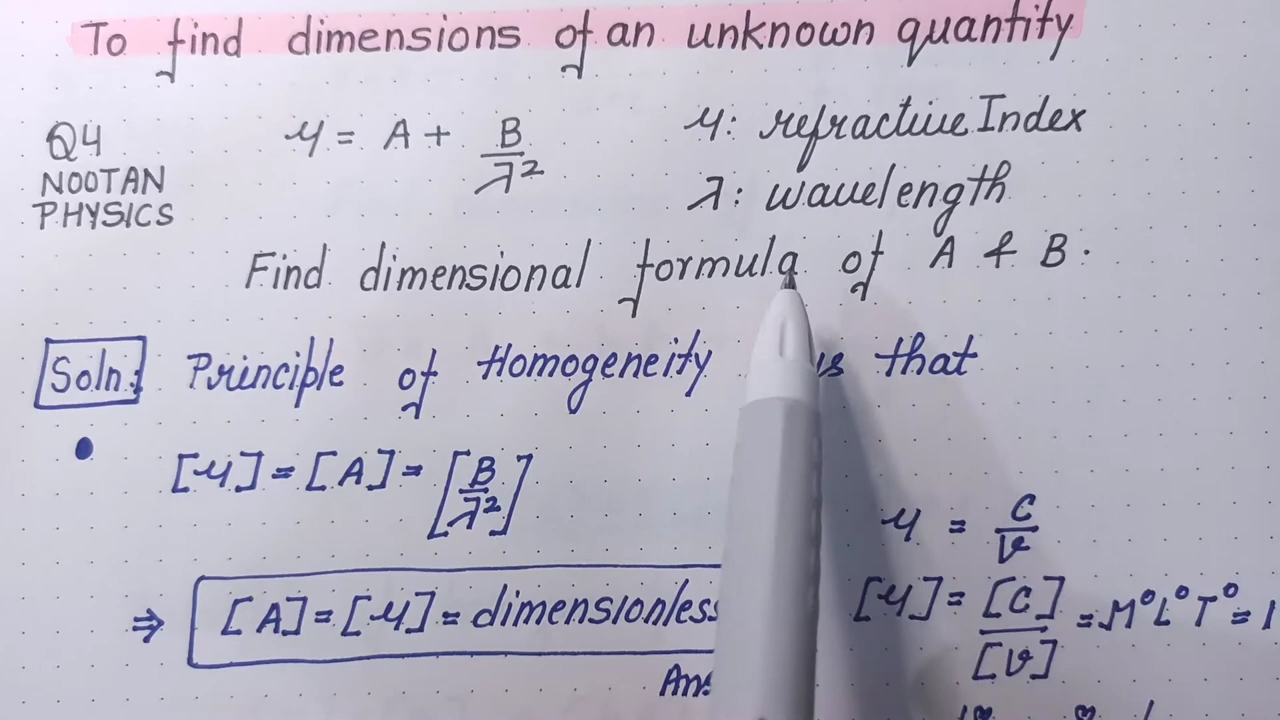 To find dimensions of an unknown quantity
Q4
NOOTAN
PHYSICS
μ = A + B/λ²
μ: refractive Index
λ: wavelength
Find dimensional formula of A & B.
Soln: Principle of Homogeneity that
• [μ] = [A] = [B/λ²]
⇒ [A] = [μ] = dimensionless
Ans
μ = c/v
[μ] = [c]/[v] = M⁰L⁰T⁰ = 1